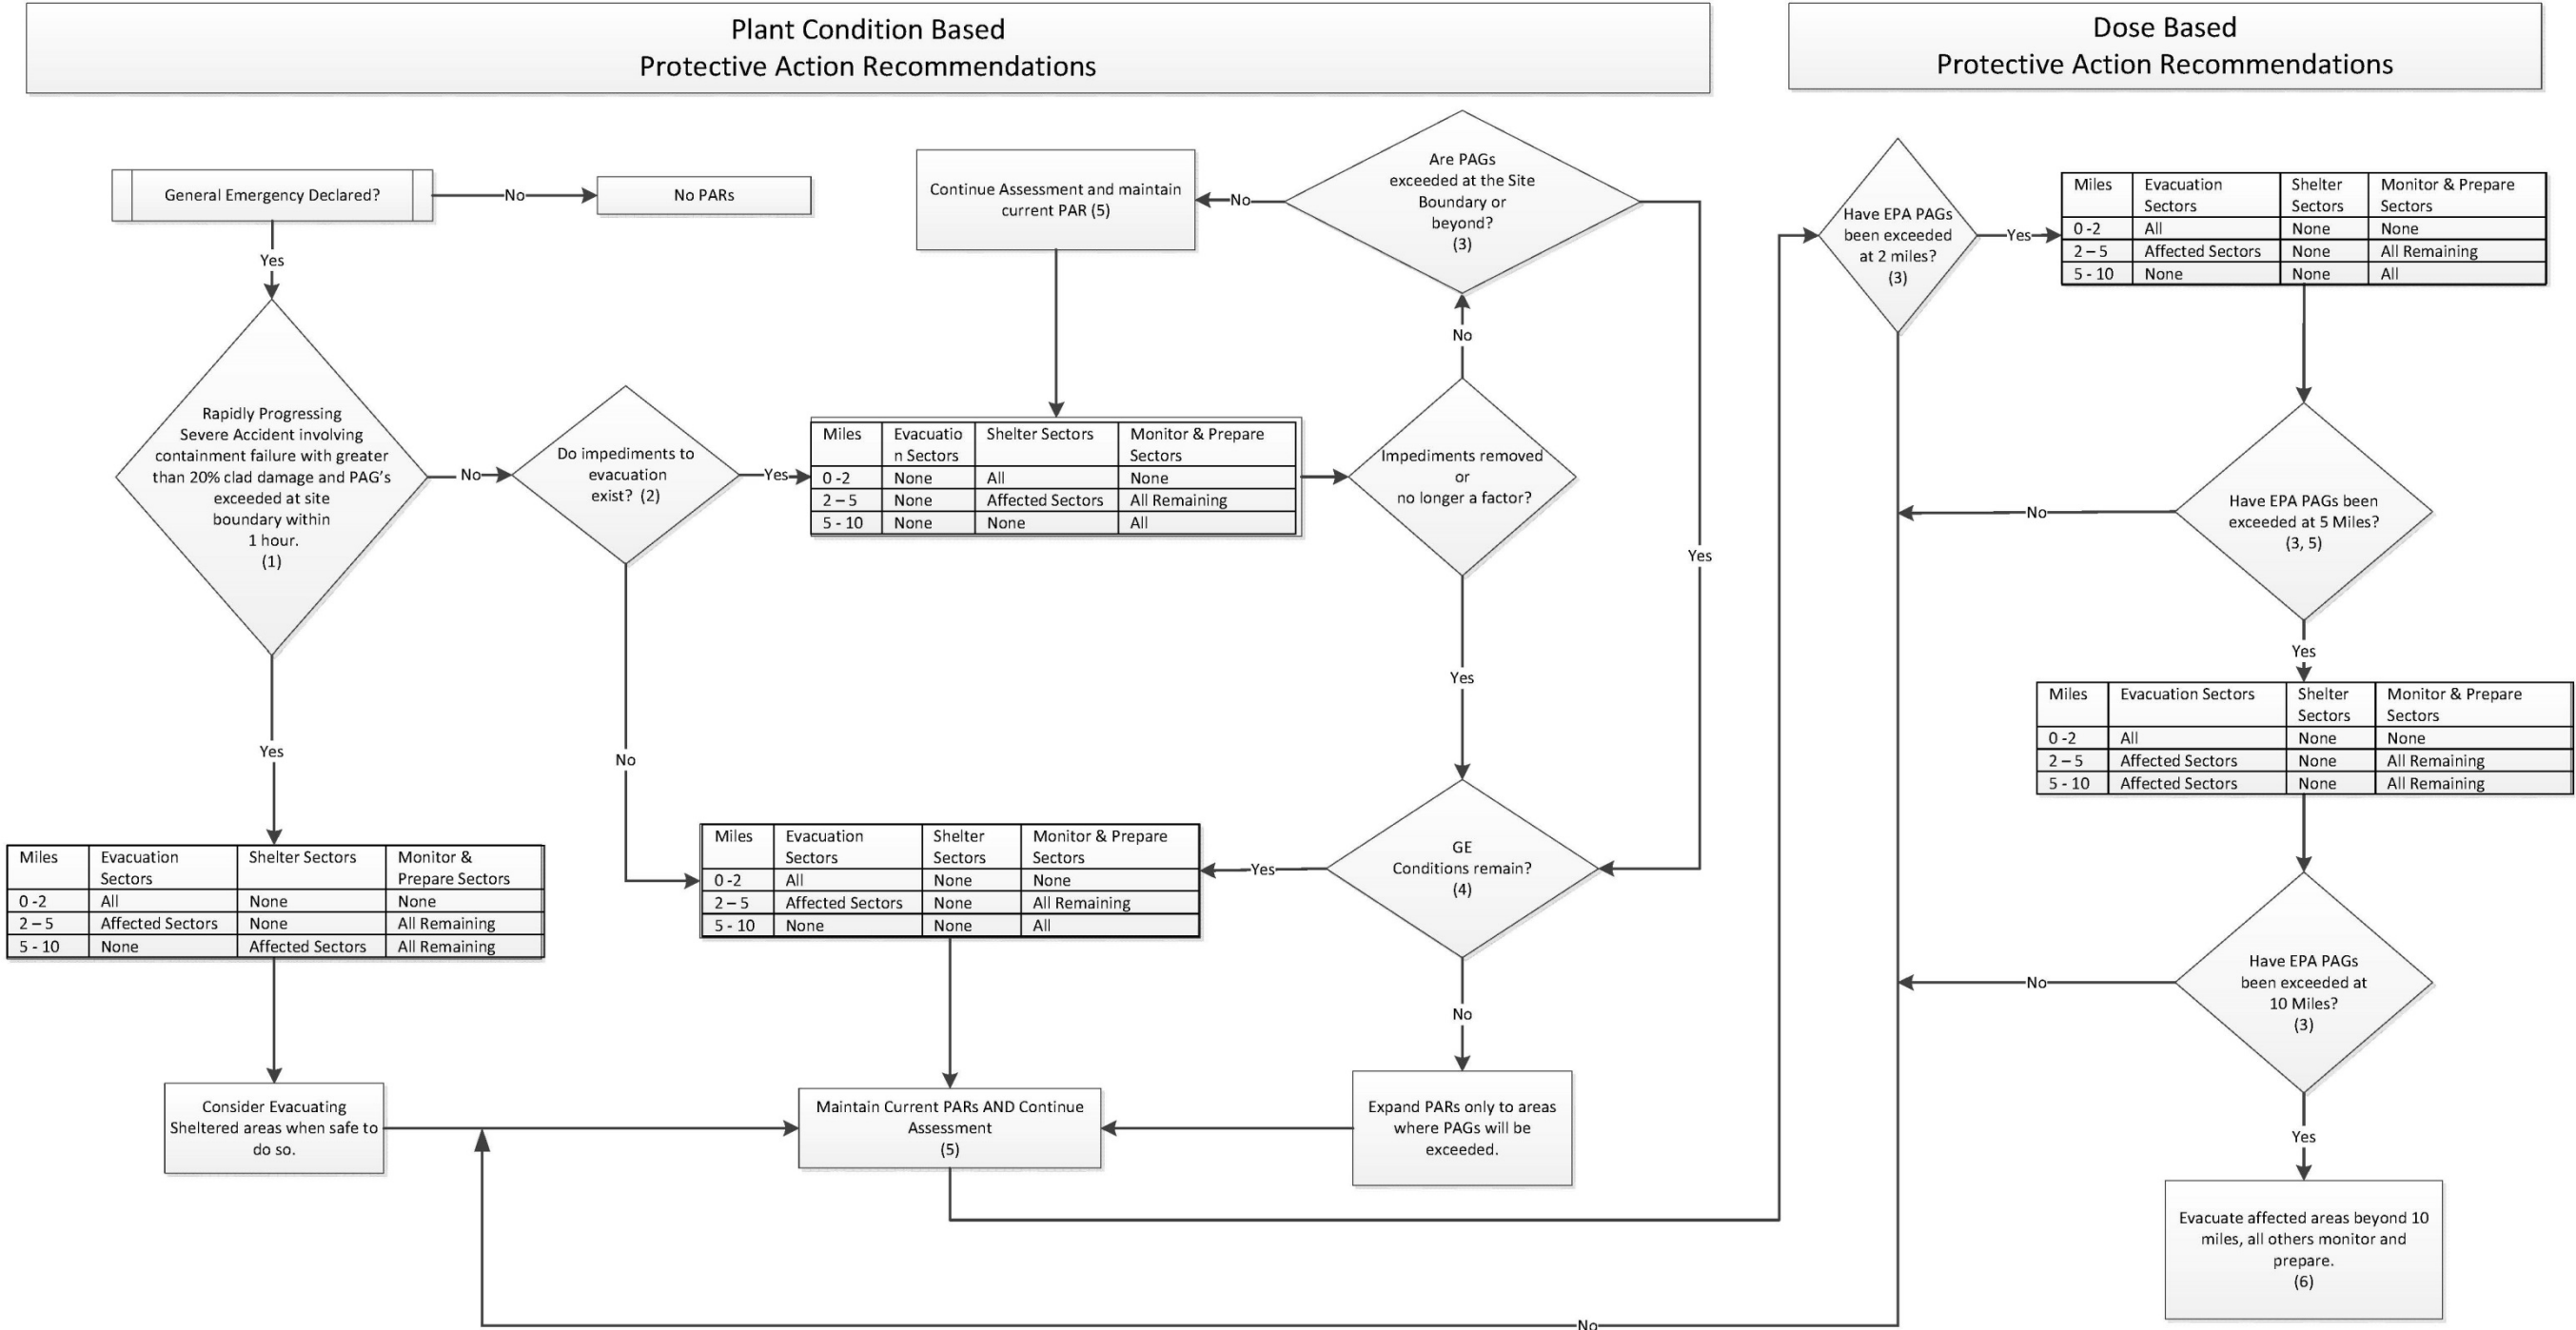 Plant Condition Based
Protective Action Recommendations
Dose Based
Protective Action Recommendations
General Emergency Declared?
No
No PARs
Yes
Rapidly Progressing
Severe Accident involving
containment failure with greater
than 20% clad damage and PAG’s
exceeded at site
boundary within
1 hour.
(1)
No
Yes
Do impediments to
evacuation
exist? (2)
Yes
No
Continue Assessment and maintain
current PAR (5)
No
Are PAGs
exceeded at the Site
Boundary or
beyond?
(3)
Yes
No
Miles Evacuatio Shelter Sectors Monitor & Prepare
n Sectors Sectors
0 -2 None All None
2 – 5 None Affected Sectors All Remaining
5 - 10 None None All
Impediments removed
or
no longer a factor?
Yes
Miles Evacuation Shelter Sectors Monitor &
Sectors Prepare Sectors
0 -2 All None None
2 – 5 Affected Sectors None All Remaining
5 - 10 None Affected Sectors All Remaining
Consider Evacuating
Sheltered areas when safe to
do so.
Miles Evacuation Shelter Monitor & Prepare
Sectors Sectors Sectors
0 -2 All None None
2 – 5 Affected Sectors None All Remaining
5 - 10 None None All
Yes
GE
Conditions remain?
(4)
No
Maintain Current PARs AND Continue
Assessment
(5)
Expand PARs only to areas
where PAGs will be
exceeded.
Have EPA PAGs
been exceeded
at 2 miles?
(3)
Yes
Miles Evacuation Shelter Monitor & Prepare
Sectors Sectors Sectors
0 -2 All None None
2 – 5 Affected Sectors None All Remaining
5 - 10 None None All
Have EPA PAGs been
exceeded at 5 Miles?
(3, 5)
No
Yes
Miles Evacuation Sectors Shelter Monitor & Prepare
Sectors Sectors
0 -2 All None None
2 – 5 Affected Sectors None All Remaining
5 - 10 Affected Sectors None All Remaining
Have EPA PAGs
been exceeded at
10 Miles?
(3)
No
Yes
Evacuate affected areas beyond 10
miles, all others monitor and
prepare.
(6)
No